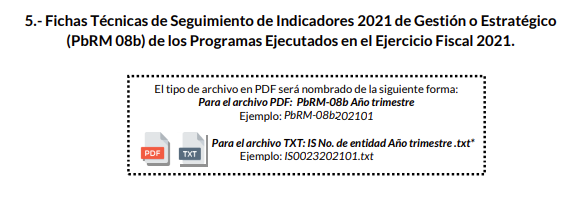 5.- Fichas Técnicas de Seguimiento de Indicadores 2021 de Gestión o Estratégico
(PbRM 08b) de los Programas Ejecutados en el Ejercicio Fiscal 2021.
El tipo de archivo en PDF será nombrado de la siguiente forma:
Para el archivo PDF: PbRM-08b Año trimestre
Ejemplo: PbRM-08b202101
Para el archivo TXT: IS No. de entidad Año trimestre .txt*
Ejemplo: IS0023202101.txt
PDF
TXT